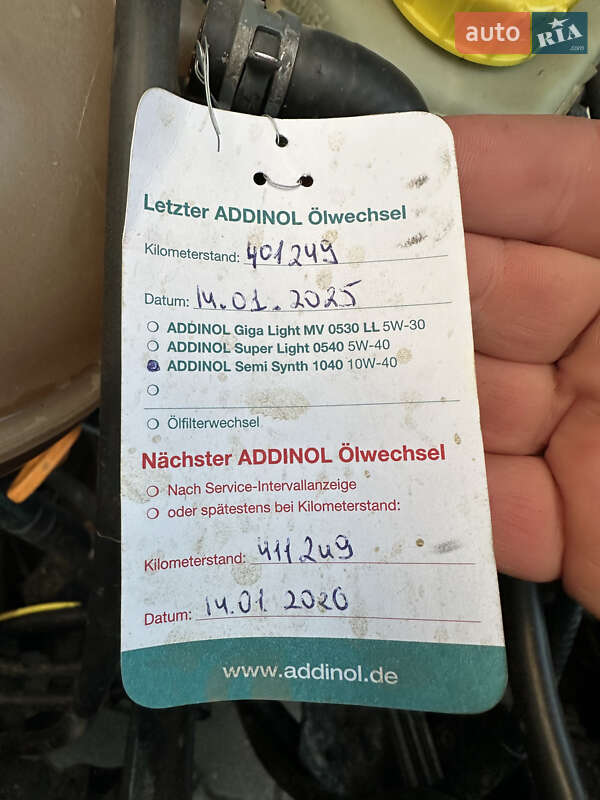 auto RIA .com
Letzter ADDINOL Ölwechsel
Kilometerstand: 401249
Datum: 14.01.2025
ADDINOL Giga Light MV 0530 LL 5W-30
ADDINOL Super Light 0540 5W-40
ADDINOL Semi Synth 1040 10W-40
Ölfilterwechsel
Nächster ADDINOL Ölwechsel
Nach Service-Intervallanzeige
oder spätestens bei Kilometerstand:
Kilometerstand: 411249
Datum: 14.01 2020
www.addinol.de